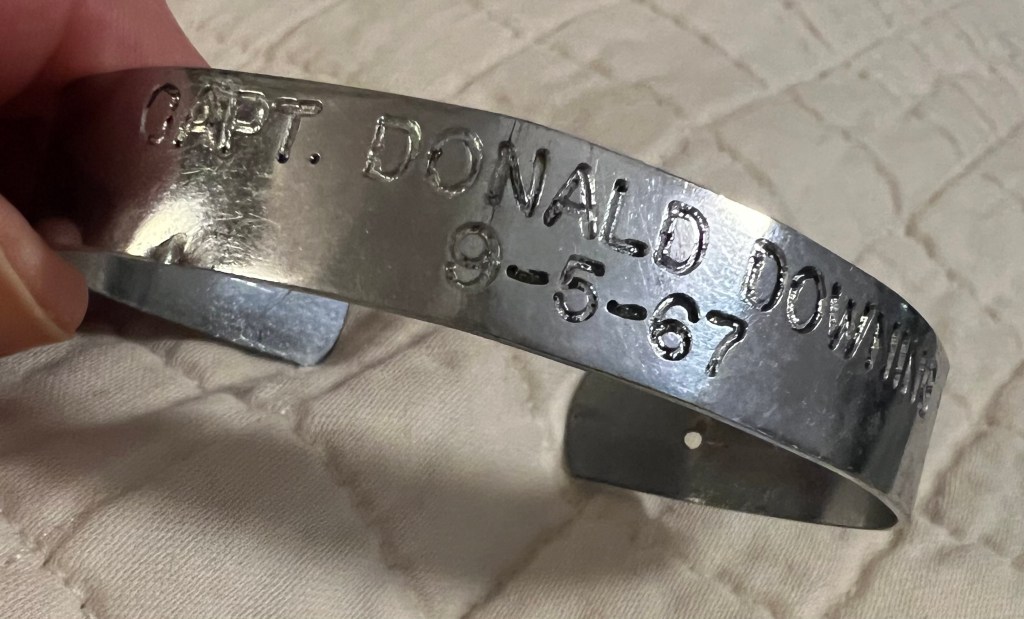 CAPT. DONALD DOWNING
9-5-67